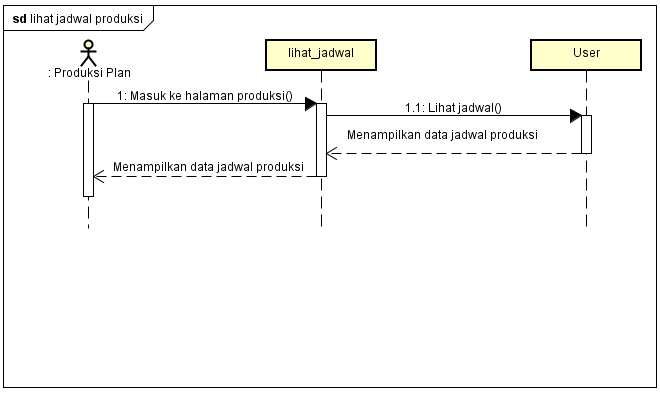 sd lihat jadwal produksi
: Produksi Plan
lihat_jadwal
User
1: Masuk ke halaman produksi()
1.1: Lihat jadwal()
Menampilkan data jadwal produksi
Menampilkan data jadwal produksi